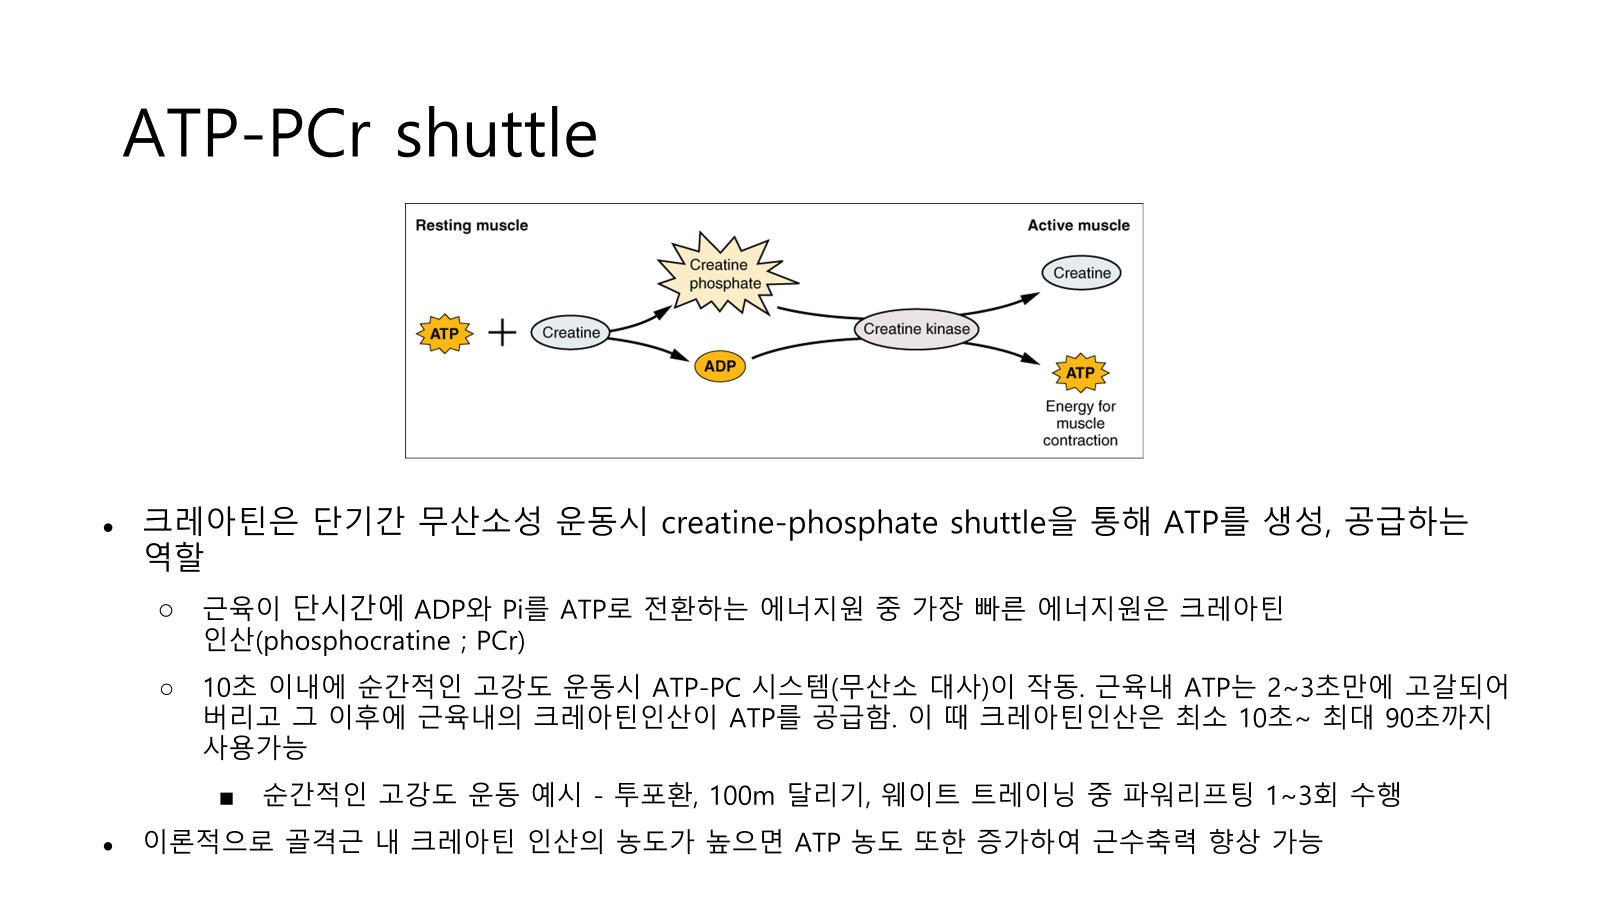 ATP-PCr shuttle
Resting muscle
Active muscle
Creatine
phosphate
Creatine
ATP
+
Creatine
Creatine kinase
ADP
ATP
Energy for
muscle
contraction
● 크레아틴은 단기간 무산소성 운동시 creatine-phosphate shuttle을 통해 ATP를 생성, 공급하는
역할
○ 근육이 단시간에 ADP와 Pi를 ATP로 전환하는 에너지원 중 가장 빠른 에너지원은 크레아틴
인산(phosphocratine ; PCr)
○ 10초 이내에 순간적인 고강도 운동시 ATP-PC 시스템(무산소 대사)이 작동. 근육내 ATP는 2~3초만에 고갈되어
버리고 그 이후에 근육내의 크레아틴인산이 ATP를 공급함. 이 때 크레아틴인산은 최소 10초~ 최대 90초까지
사용가능
■ 순간적인 고강도 운동 예시 - 투포환, 100m 달리기, 웨이트 트레이닝 중 파워리프팅 1~3회 수행
● 이론적으로 골격근 내 크레아틴 인산의 농도가 높으면 ATP 농도 또한 증가하여 근수축력 향상 가능